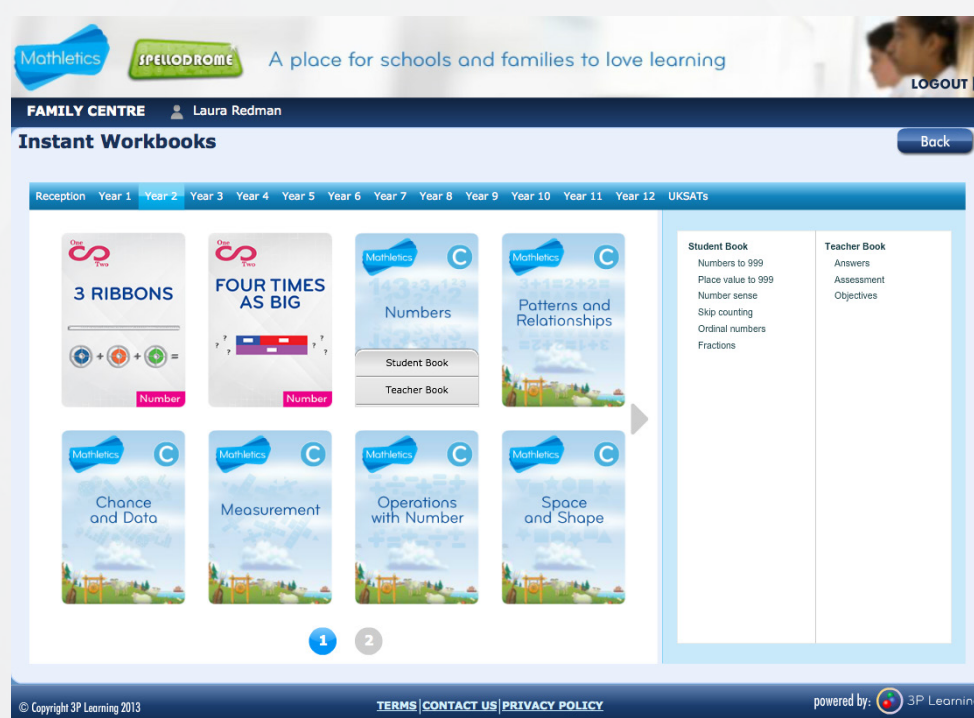 Mathletics
SPELLODROME
A place for schools and families to love learning
LOGOUT
FAMILY CENTRE
Laura Redman
Instant Workbooks
Back
Reception Year 1 Year 2 Year 3 Year 4 Year 5 Year 6 Year 7 Year 8 Year 9 Year 10 Year 11 Year 12 UKSATs
One
Two
3 RIBBONS
+ + =
Number
One
Two
FOUR TIMES
AS BIG
? ? ? ? ? ?
Number
Mathletics
C
Numbers
Student Book
Teacher Book
Mathletics
C
Patterns and
Relationships
Mathletics
C
Chance
and Data
Mathletics
C
Measurement
Mathletics
C
Operations
with Number
Mathletics
C
Space
and Shape
1 2
Student Book
Numbers to 999
Place value to 999
Number sense
Skip counting
Ordinal numbers
Fractions
Teacher Book
Answers
Assessment
Objectives
© Copyright 3P Learning 2013
TERMS|CONTACT US|PRIVACY POLICY
powered by: 3P Learnin